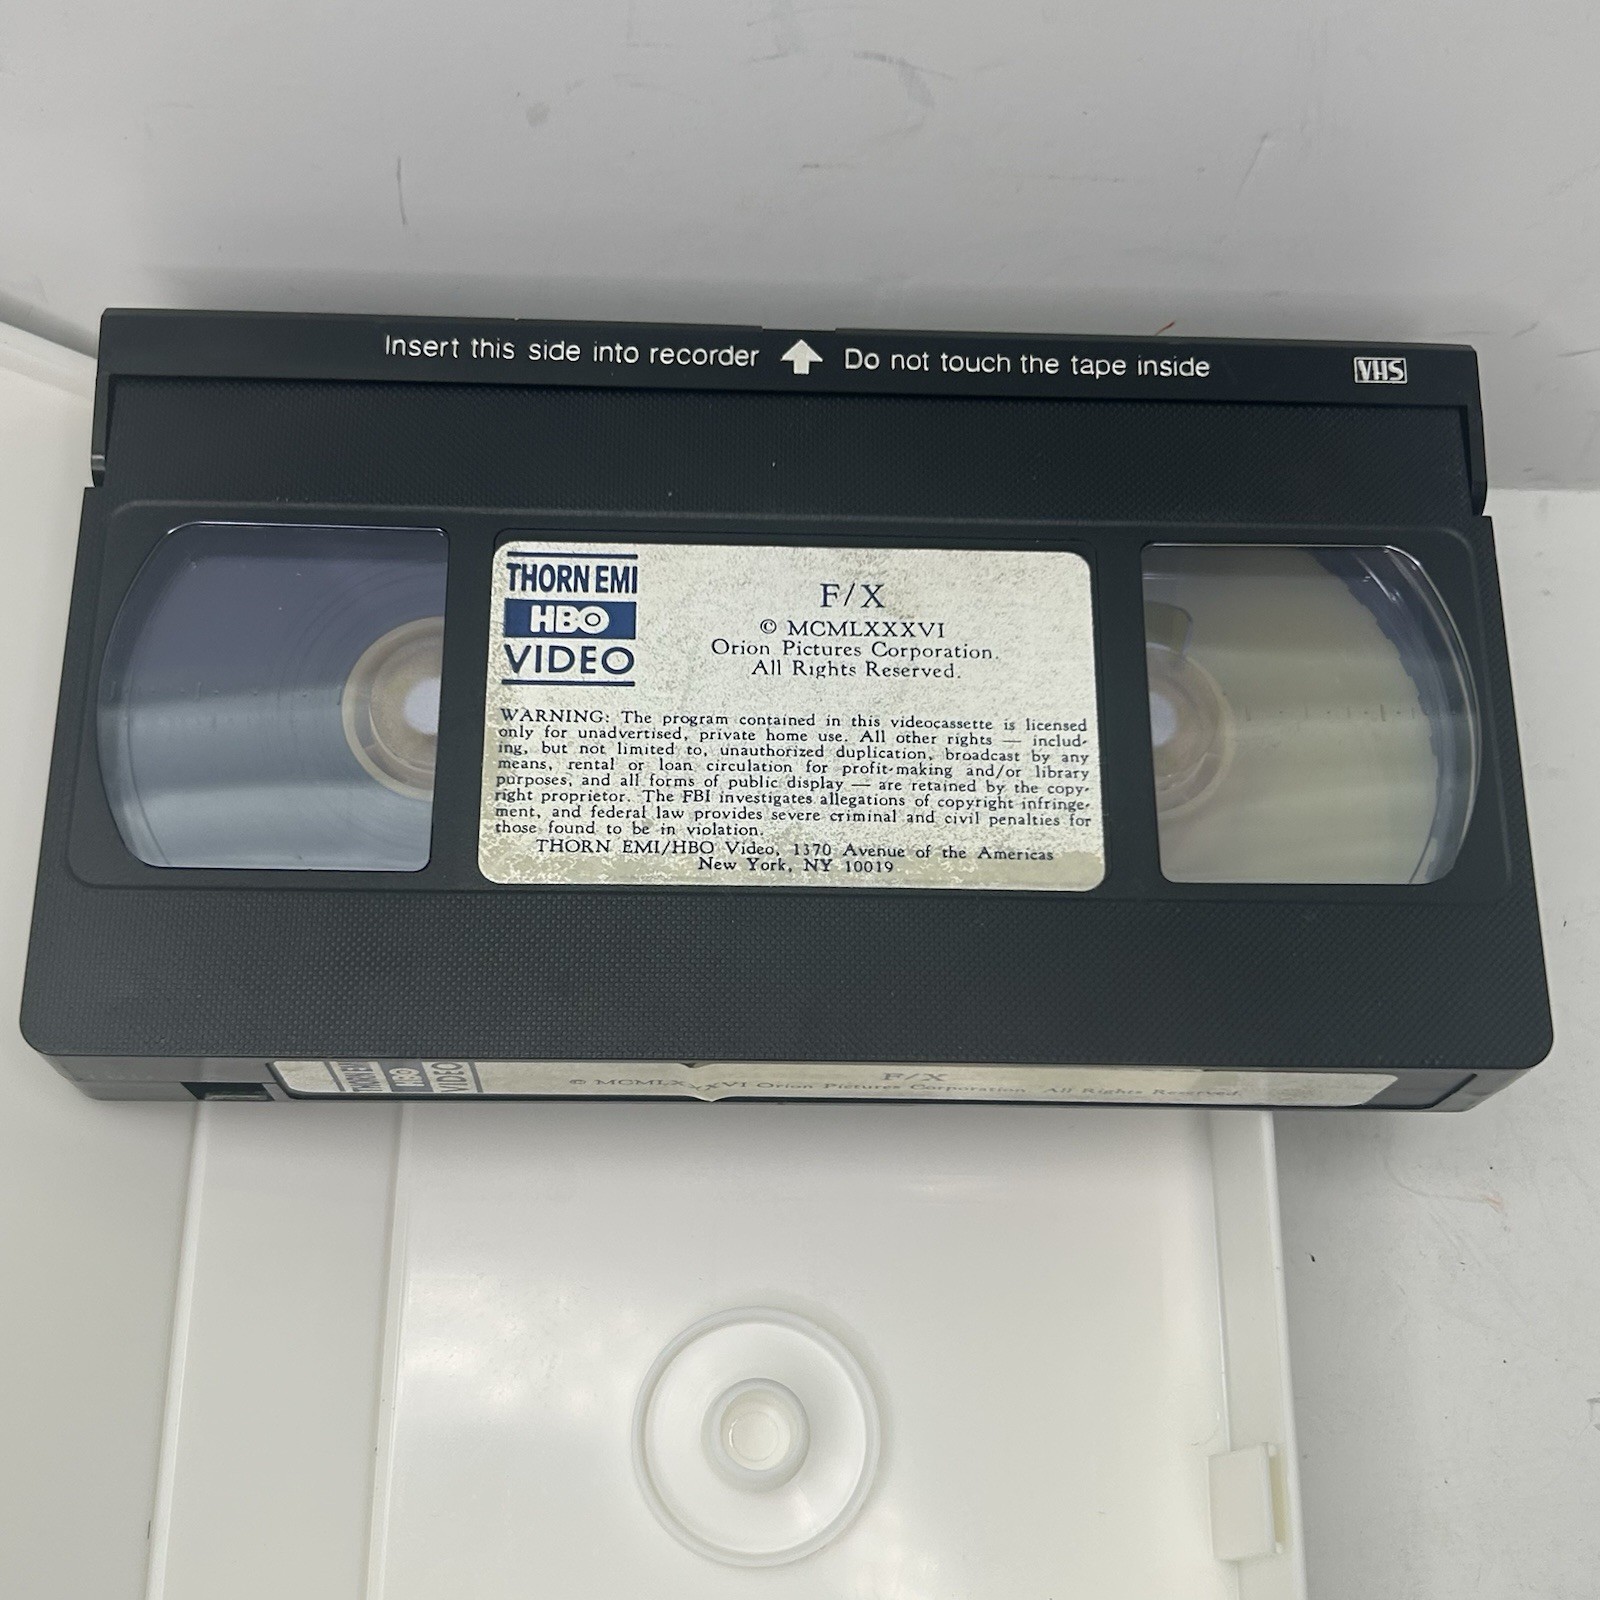 Insert this side into recorder Do not touch the tape inside VHS
THORN EMI
HBO
VIDEO
F/X
© MCMLXXXVI
Orion Pictures Corporation.
All Rights Reserved.
WARNING: The program contained in this videocassette is licensed
only for unadvertised, private home use. All other rights — includ-
ing, but not limited to, unauthorized duplication, broadcast by any
means, rental or loan circulation for profit-making and/or library
purposes, and all forms of public display — are retained by the copy-
right proprietor. The FBI investigates allegations of copyright infringe-
ment, and federal law provides severe criminal and civil penalties for
those found to be in violation.
THORN EMI/HBO Video, 1370 Avenue of the Americas
New York, NY 10019
THORN EMI
HBO
VIDEO
F/X
© MCMLXXXVI Orion Pictures Corporation. All Rights Reserved.